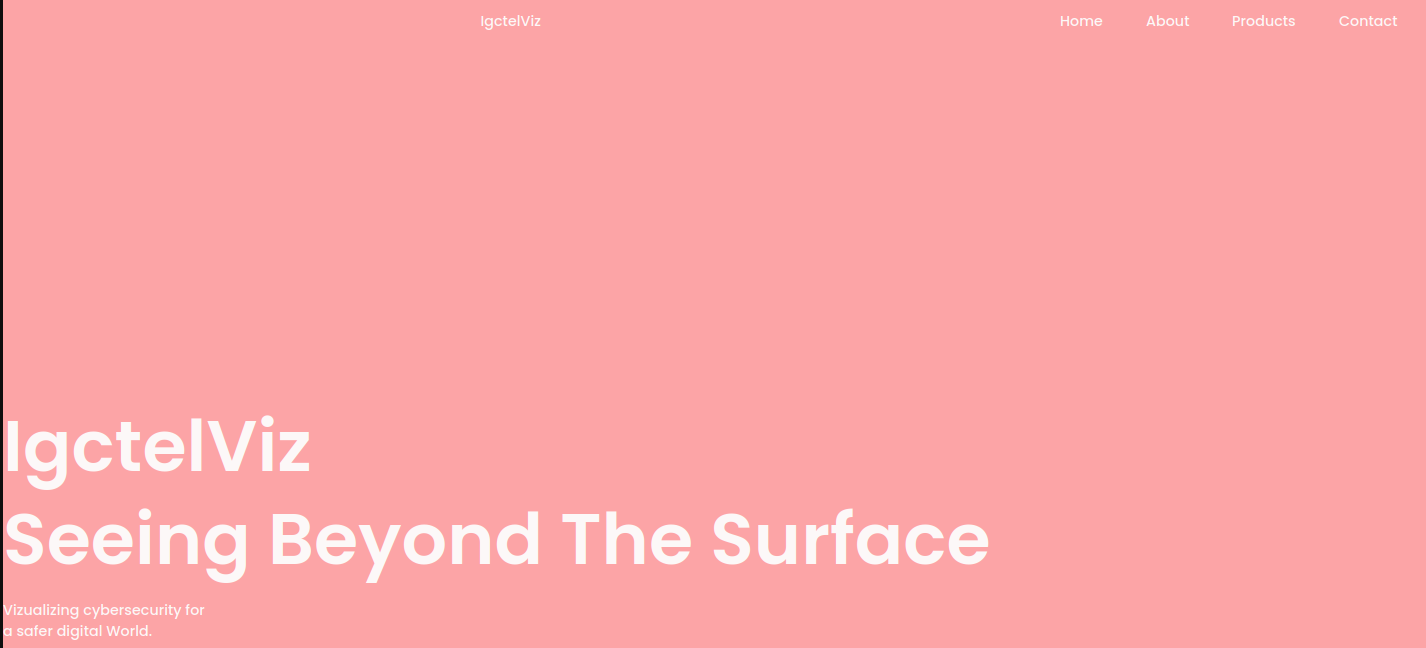 IgctelViz
Home About Products Contact
IgctelViz
Seeing Beyond The Surface
Vizualizing cybersecurity for
a safer digital World.